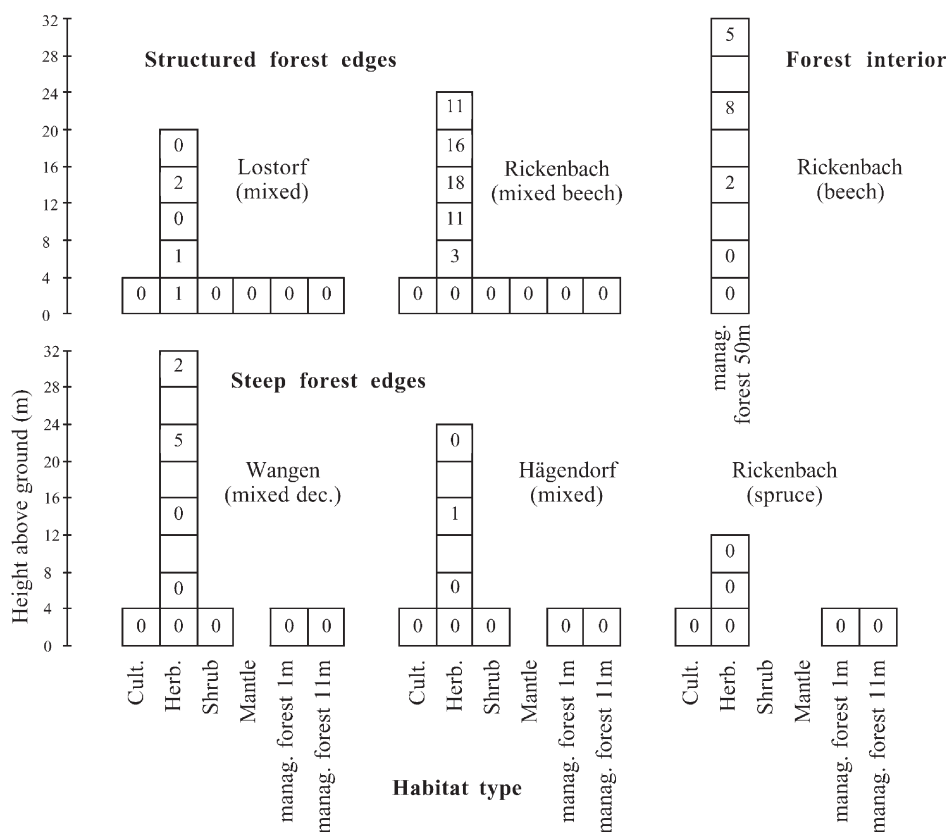 Structured forest edges
Forest interior
32
28
24
20
16
12
8
4
0
Lostorf
(mixed)
0
2
0
1
0 1 0 0 0 0
Rickenbach
(mixed beech)
11
16
18
11
3
0 0 0 0 0 0
Rickenbach
(beech)
5
8
2
0
0
manag.
forest 50m
Steep forest edges
Height above ground (m)
32
28
24
20
16
12
8
4
0
Wangen
(mixed dec.)
2
5
0
0
0 0 0 0 0
Hägendorf
(mixed)
0
1
0
0 0 0 0 0
Rickenbach
(spruce)
0
0
0 0 0 0
Cult.
Herb.
Shrub
Mantle
manag. forest 1m
manag. forest 11m
Cult.
Herb.
Shrub
Mantle
manag. forest 1m
manag. forest 11m
Cult.
Herb.
Shrub
Mantle
manag. forest 1m
manag. forest 11m
Habitat type